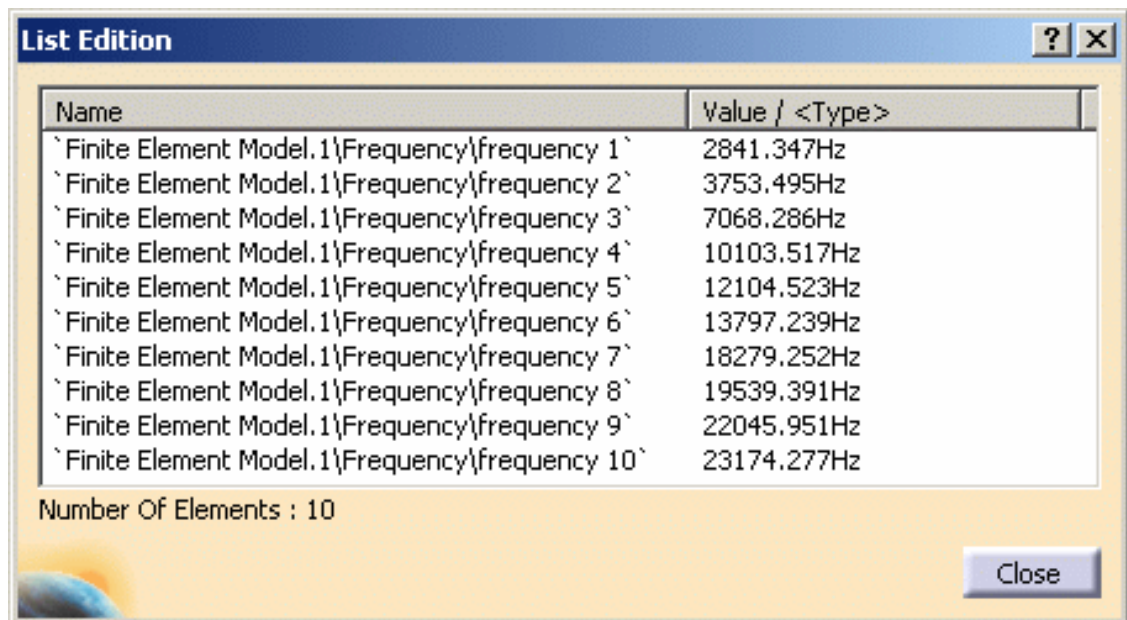 List Edition
Name Value / <Type>
`Finite Element Model.1\Frequency\frequency 1` 2841.347Hz
`Finite Element Model.1\Frequency\frequency 2` 3753.495Hz
`Finite Element Model.1\Frequency\frequency 3` 7068.286Hz
`Finite Element Model.1\Frequency\frequency 4` 10103.517Hz
`Finite Element Model.1\Frequency\frequency 5` 12104.523Hz
`Finite Element Model.1\Frequency\frequency 6` 13797.239Hz
`Finite Element Model.1\Frequency\frequency 7` 18279.252Hz
`Finite Element Model.1\Frequency\frequency 8` 19539.391Hz
`Finite Element Model.1\Frequency\frequency 9` 22045.951Hz
`Finite Element Model.1\Frequency\frequency 10` 23174.277Hz
Number Of Elements : 10
Close